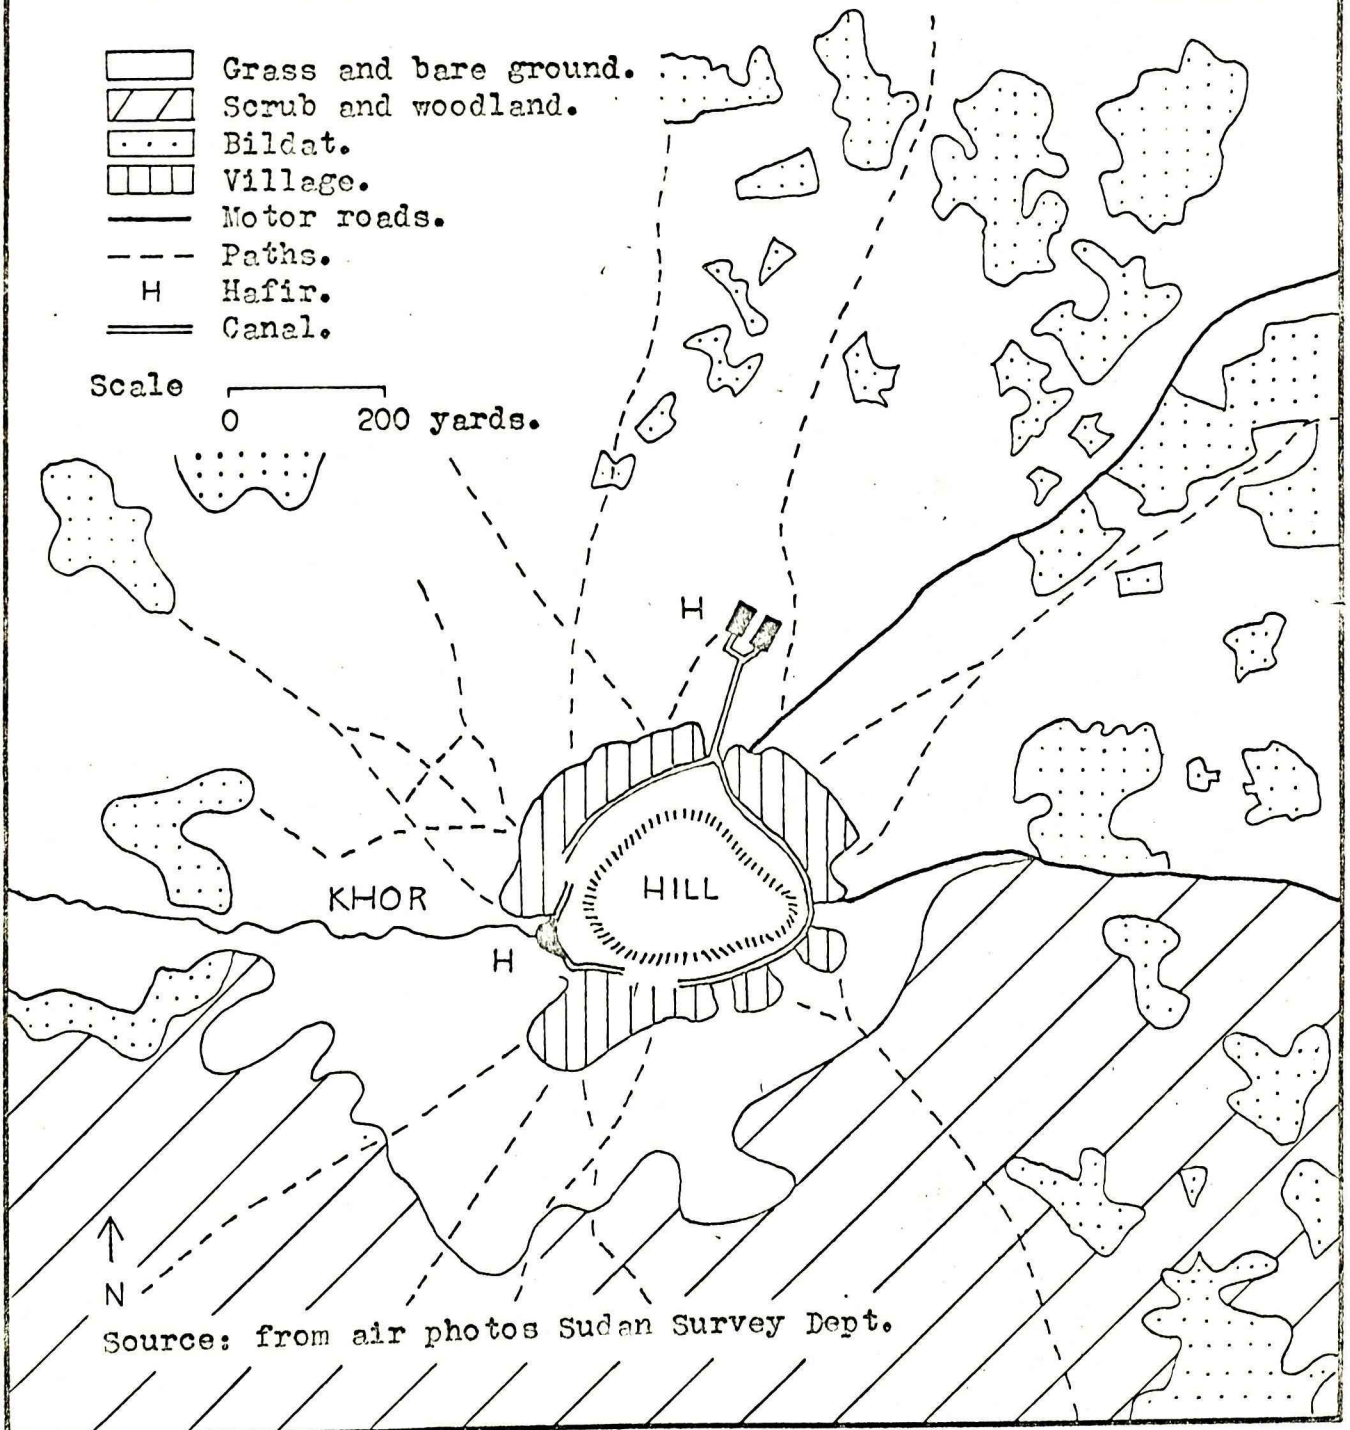 Grass and bare ground.
Scrub and woodland.
Bildat.
Village.
Motor roads.
Paths.
H Hafir.
Canal.
Scale
0 200 yards.
H
HILL
KHOR
H
N
Source: from air photos Sudan Survey Dept.